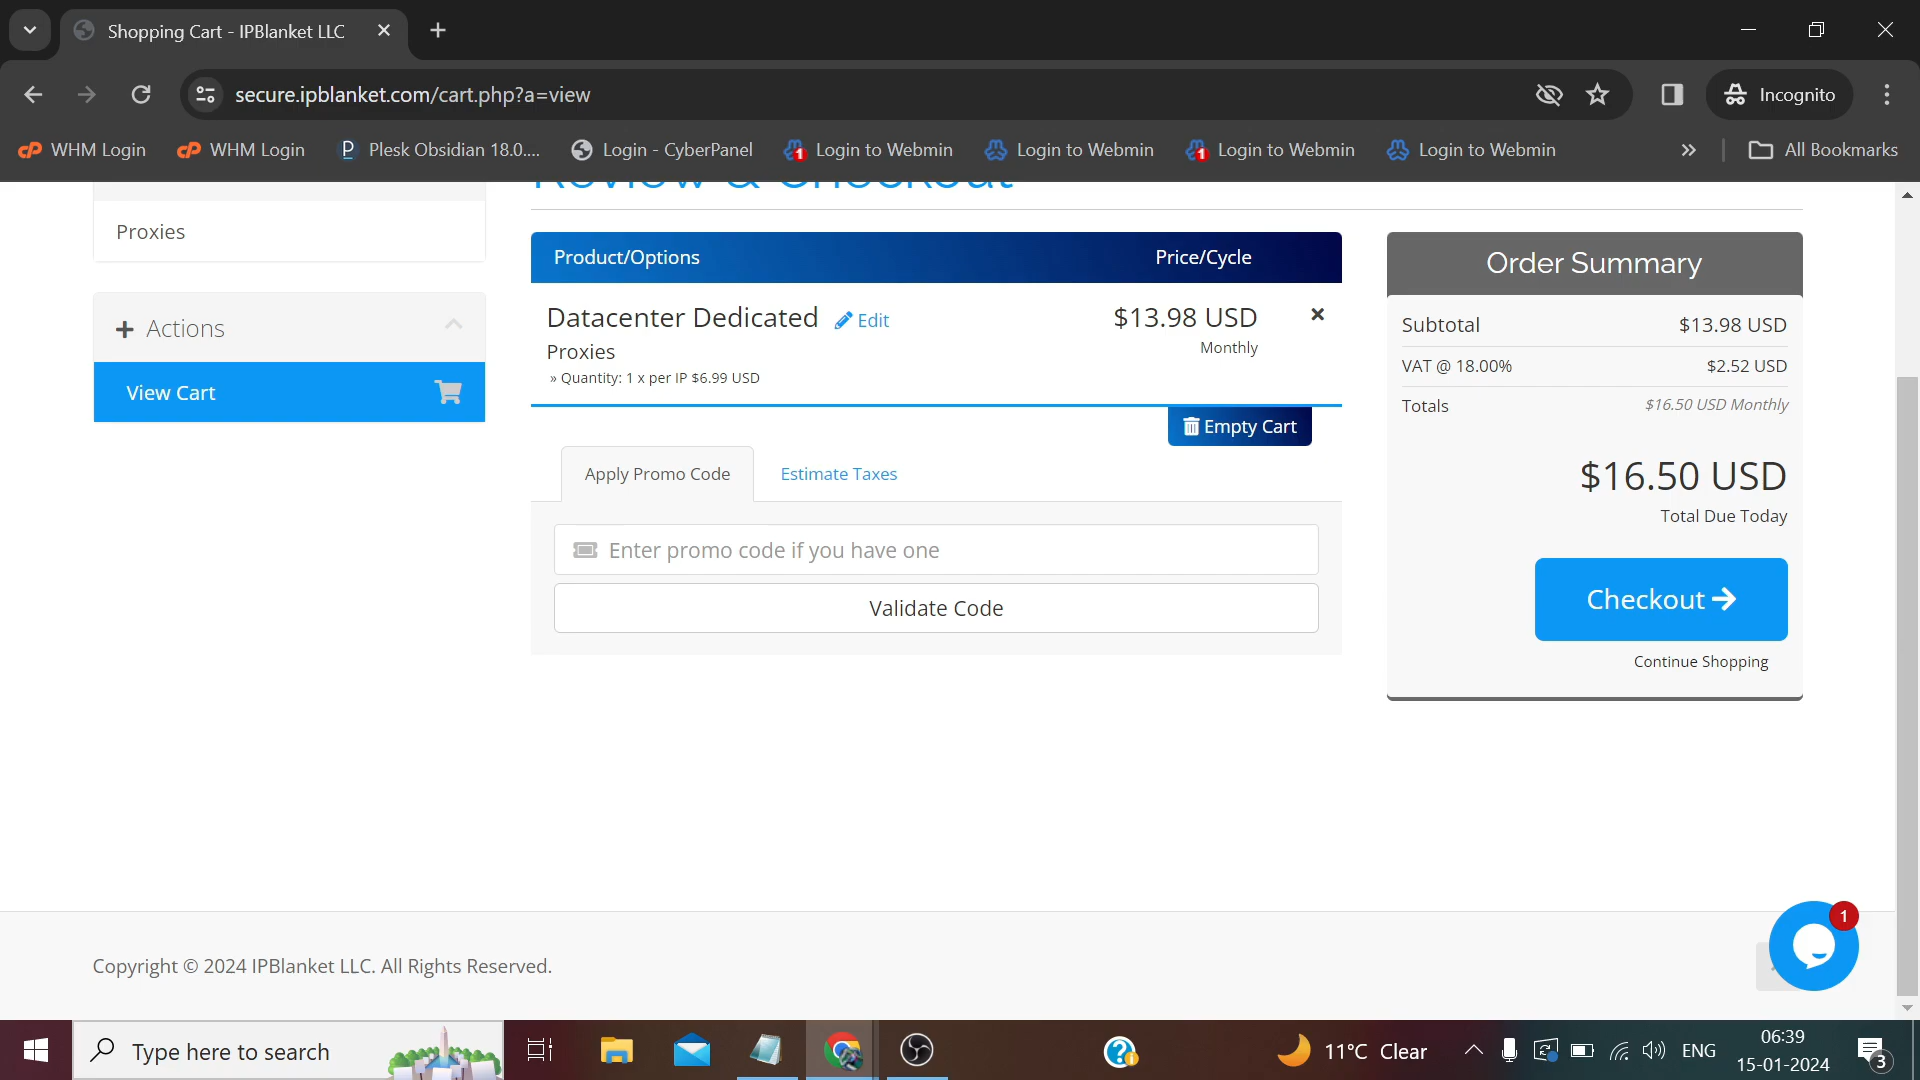 Shopping Cart - IPBlanket LLC
secure.ipblanket.com/cart.php?a=view
Incognito
WHM Login
WHM Login
Plesk Obsidian 18.0....
Login - CyberPanel
Login to Webmin
Login to Webmin
Login to Webmin
Login to Webmin
All Bookmarks
Review & Checkout
Proxies
Actions
View Cart
Product/Options
Price/Cycle
Datacenter Dedicated
Edit
$13.98 USD
Proxies
Monthly
» Quantity: 1 x per IP $6.99 USD
Empty Cart
Apply Promo Code
Estimate Taxes
Enter promo code if you have one
Validate Code
Order Summary
Subtotal
$13.98 USD
VAT @ 18.00%
$2.52 USD
Totals
$16.50 USD Monthly
$16.50 USD
Total Due Today
Checkout
Continue Shopping
1
Copyright © 2024 IPBlanket LLC. All Rights Reserved.
Type here to search
11°C Clear
ENG
06:39
15-01-2024
3